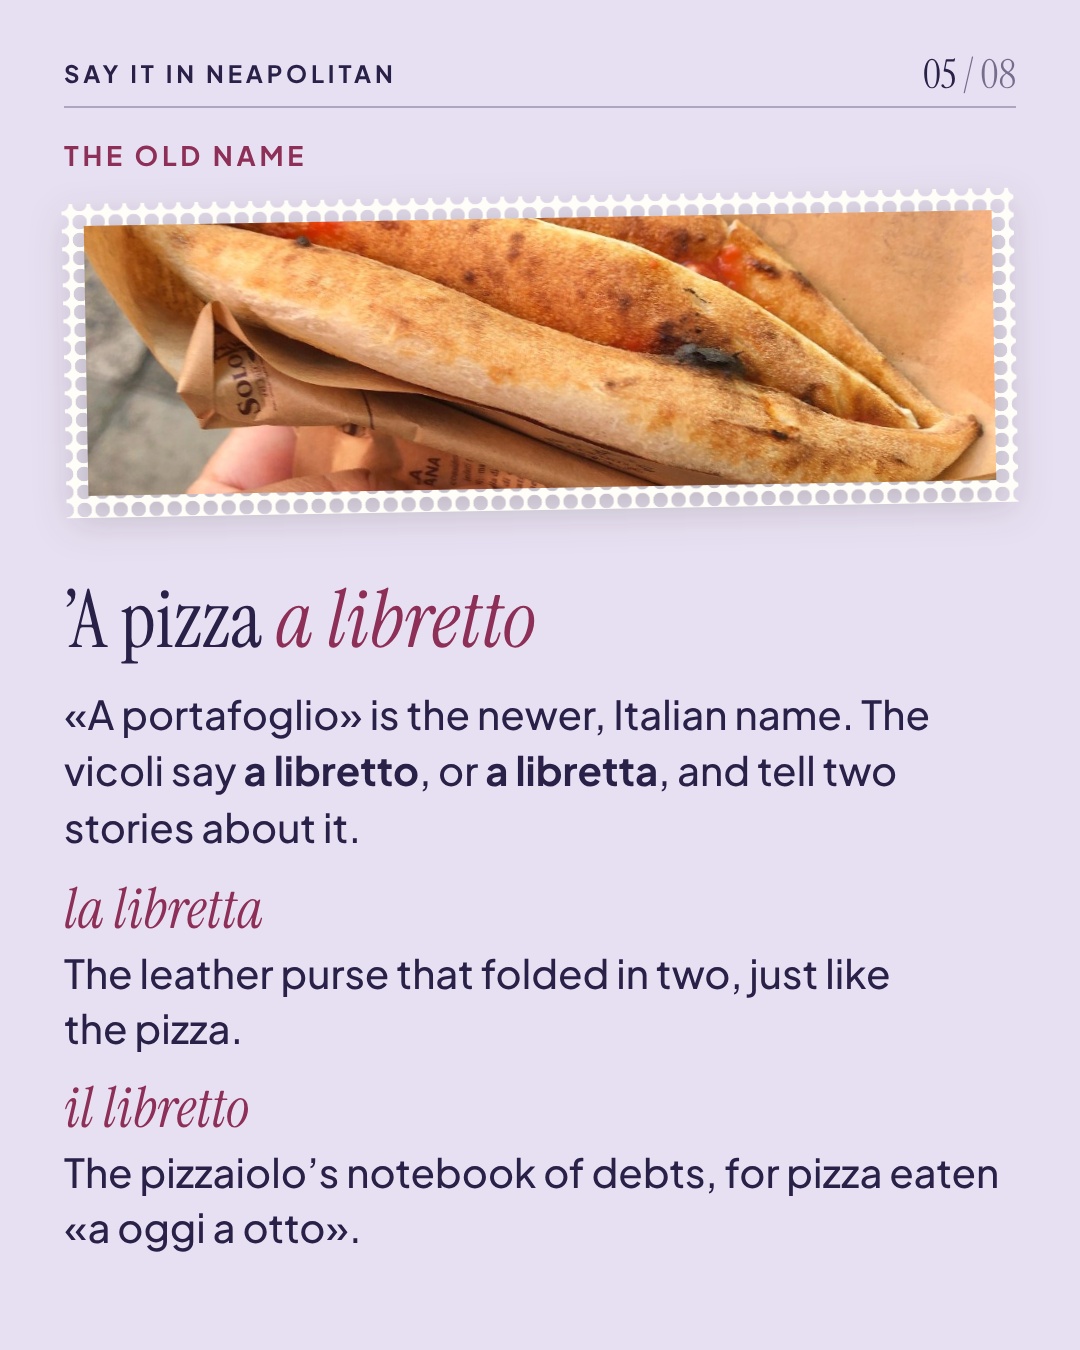 SAY IT IN NEAPOLITAN
05 / 08
THE OLD NAME
SOLO
’A pizza a libretto
«A portafoglio» is the newer, Italian name. The
vicoli say a libretto, or a libretta, and tell two
stories about it.
la libretta
The leather purse that folded in two, just like
the pizza.
il libretto
The pizzaiolo’s notebook of debts, for pizza eaten
«a oggi a otto».